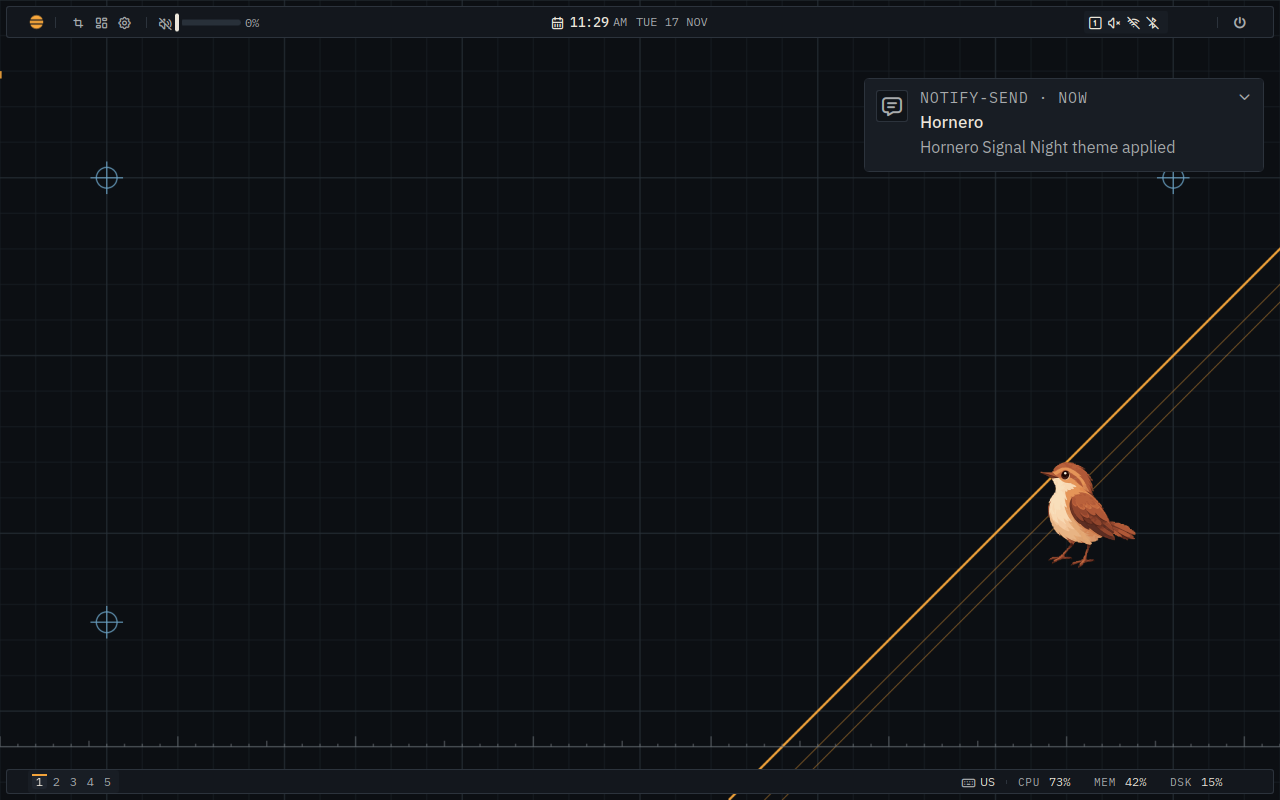 0%
11:29 AM TUE 17 NOV
1
NOTIFY-SEND · NOW
Hornero
Hornero Signal Night theme applied
1 2 3 4 5
US CPU 73% MEM 42% DSK 15%